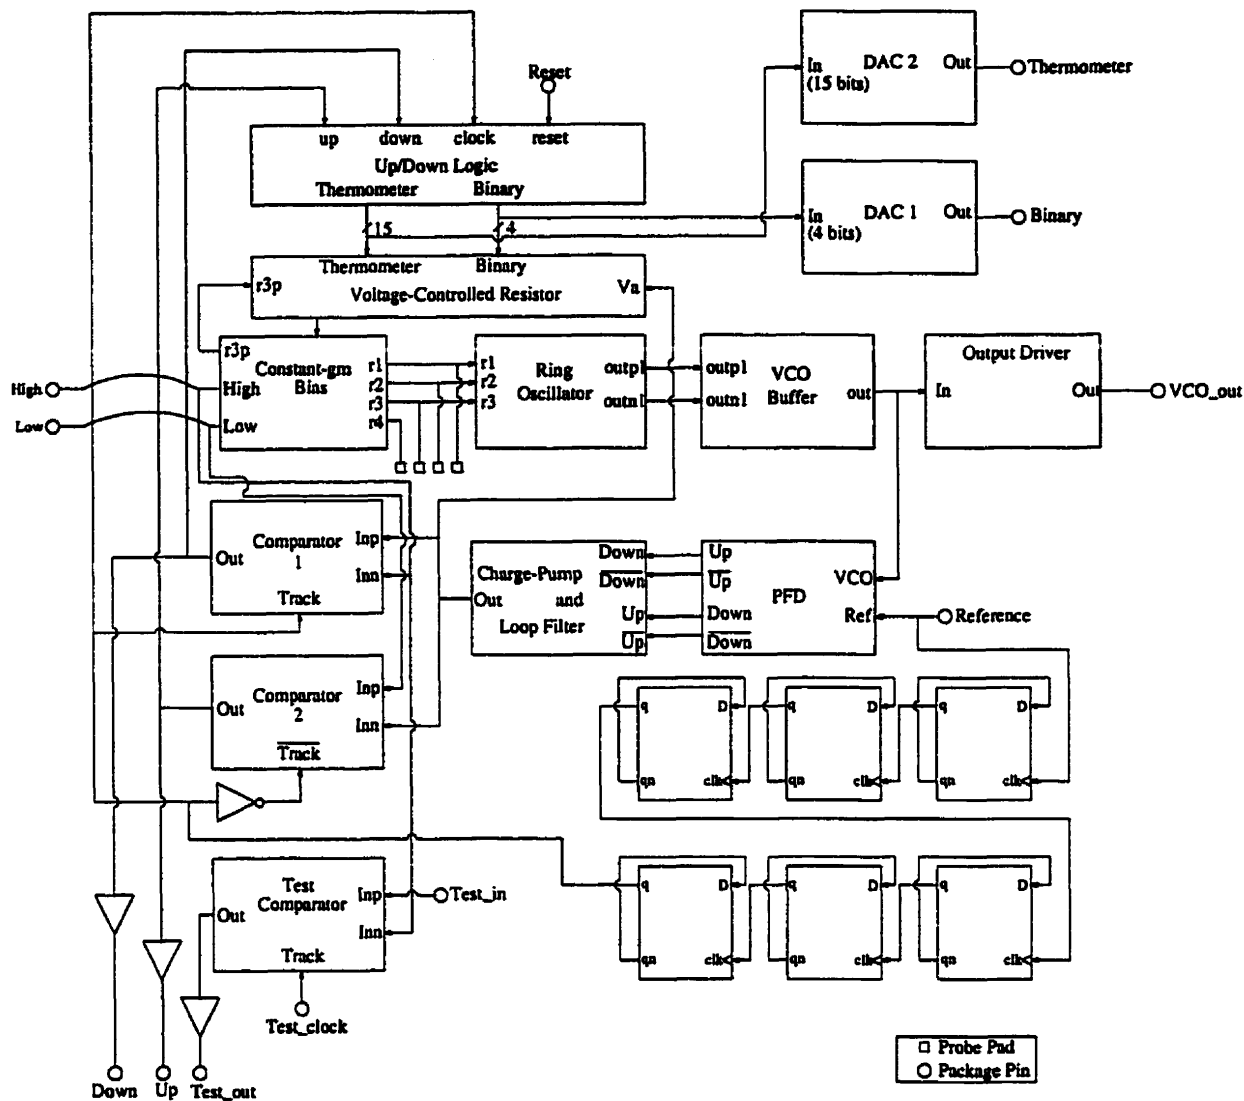 Reset
up down clock reset
Up/Down Logic
Thermometer Binary
15 4
In DAC 2 Out
(15 bits)
Thermometer
In DAC 1 Out
(4 bits)
Binary
Thermometer Binary
r3p Voltage-Controlled Resistor Va
r3p
High
Low
Constant-gm
Bias
r1
r2
r3
r4
High
Low
r1
r2
r3
Ring
Oscillator
outp1
outn1
outp1
outn1
VCO
Buffer
out
Output Driver
In
Out
VCO_out
Out Comparator Inp
1
Inn
Track
Out Charge-Pump
and
Loop Filter
Down
Down
Up
Up
Up
Up
Down
Down
PFD
VCO
Ref
Reference
Out Comparator Inp
2
Inn
Track
q D
qn clk
q D
qn clk
q D
qn clk
Out Test
Comparator
Inp
Inn
Track
Test_in
Test_clock
q D
qn clk
q D
qn clk
q D
qn clk
Down Up Test_out
Probe Pad
Package Pin